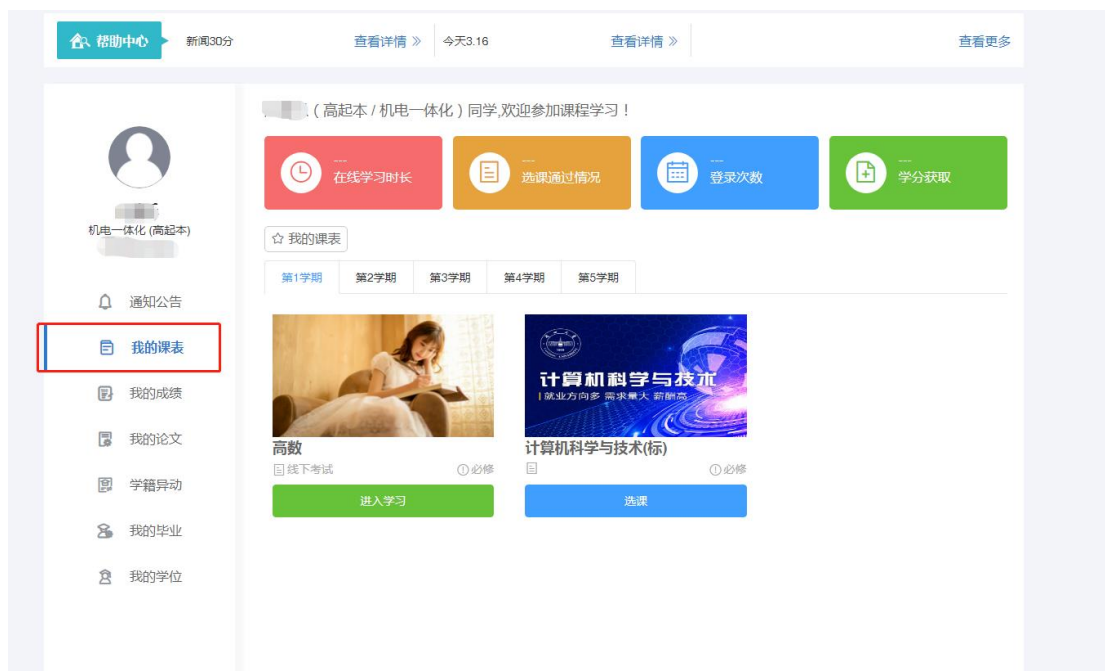 帮助中心 新闻30分 查看详情 》 今天3.16 查看详情 》 查看更多
(高起本 / 机电一体化) 同学,欢迎参加课程学习!
---
在线学习时长
---
选课通过情况
---
登录次数
---
学分获取
机电一体化 (高起本)
通知公告
我的课表
我的成绩
我的论文
学籍异动
我的毕业
我的学位
我的课表
第1学期 第2学期 第3学期 第4学期 第5学期
高数
线下考试 必修
进入学习
计算机科学与技术
就业方向多 需求量大 薪酬高
计算机科学与技术(标)
必修
选课